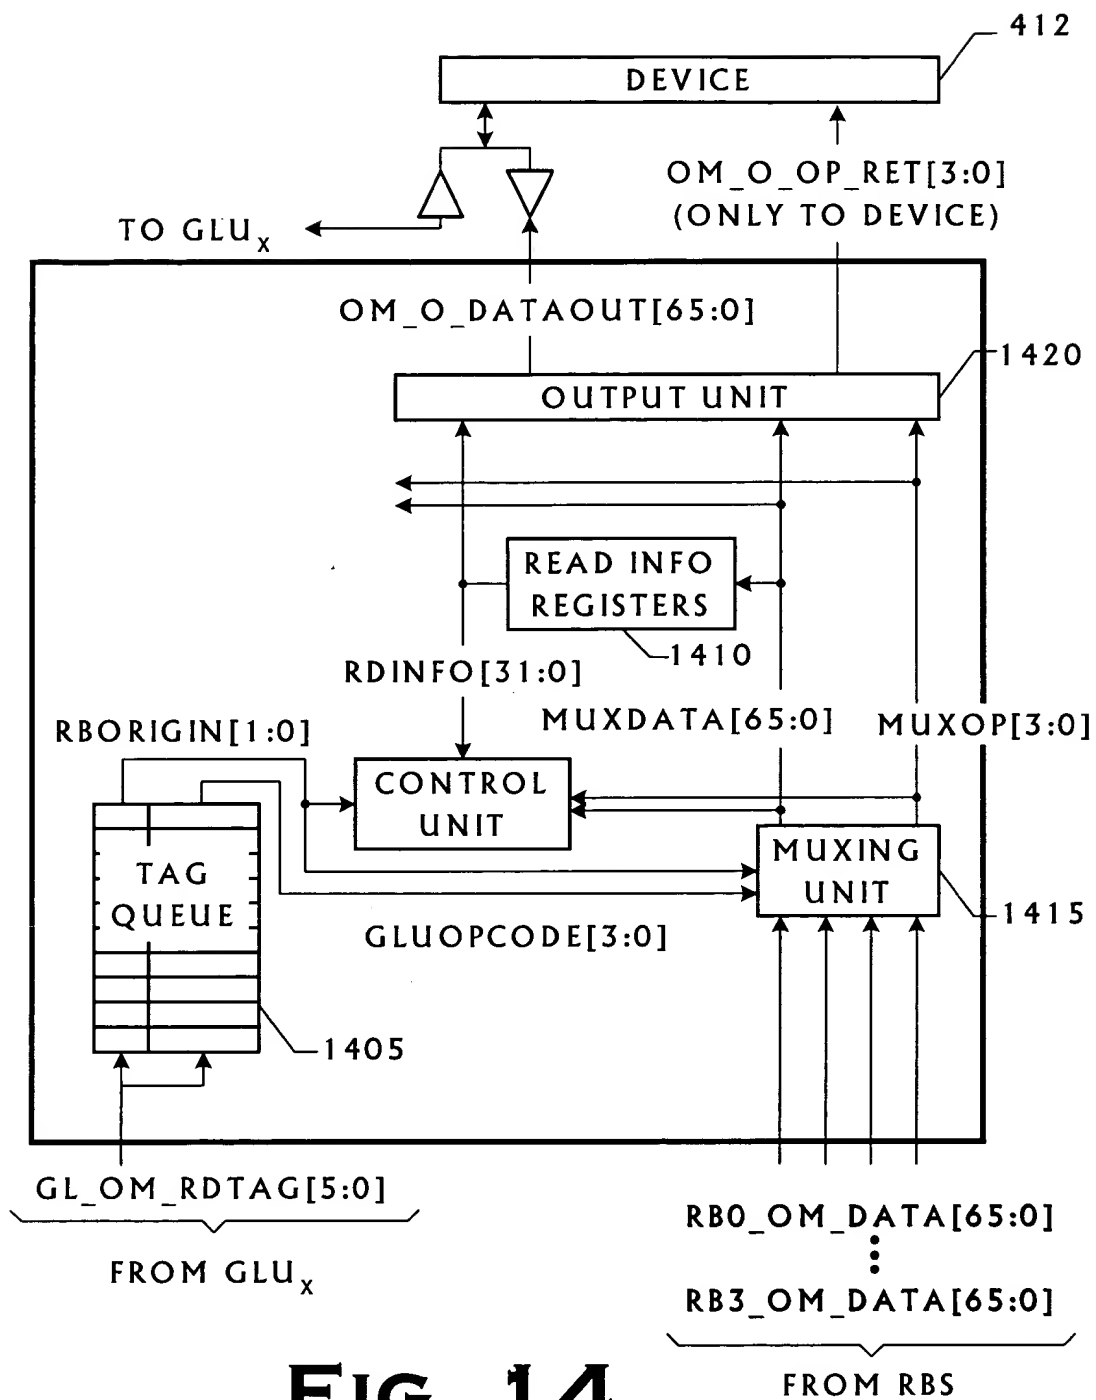 412
DEVICE
OM_O_OP_RET[3:0]
(ONLY TO DEVICE)
TO GLUX
OM_O_DATAOUT[65:0]
1420
OUTPUT UNIT
READ INFO
REGISTERS
1410
RDINFO[31:0]
MUXDATA[65:0]
MUXOP[3:0]
RBORIGIN[1:0]
CONTROL
UNIT
TAG
QUEUE
MUXING
UNIT
1415
GLUOPCODE[3:0]
1405
GL_OM_RDTAG[5:0]
FROM GLUX
RB0_OM_DATA[65:0]
RB3_OM_DATA[65:0]
FROM RBS
FIG. 14